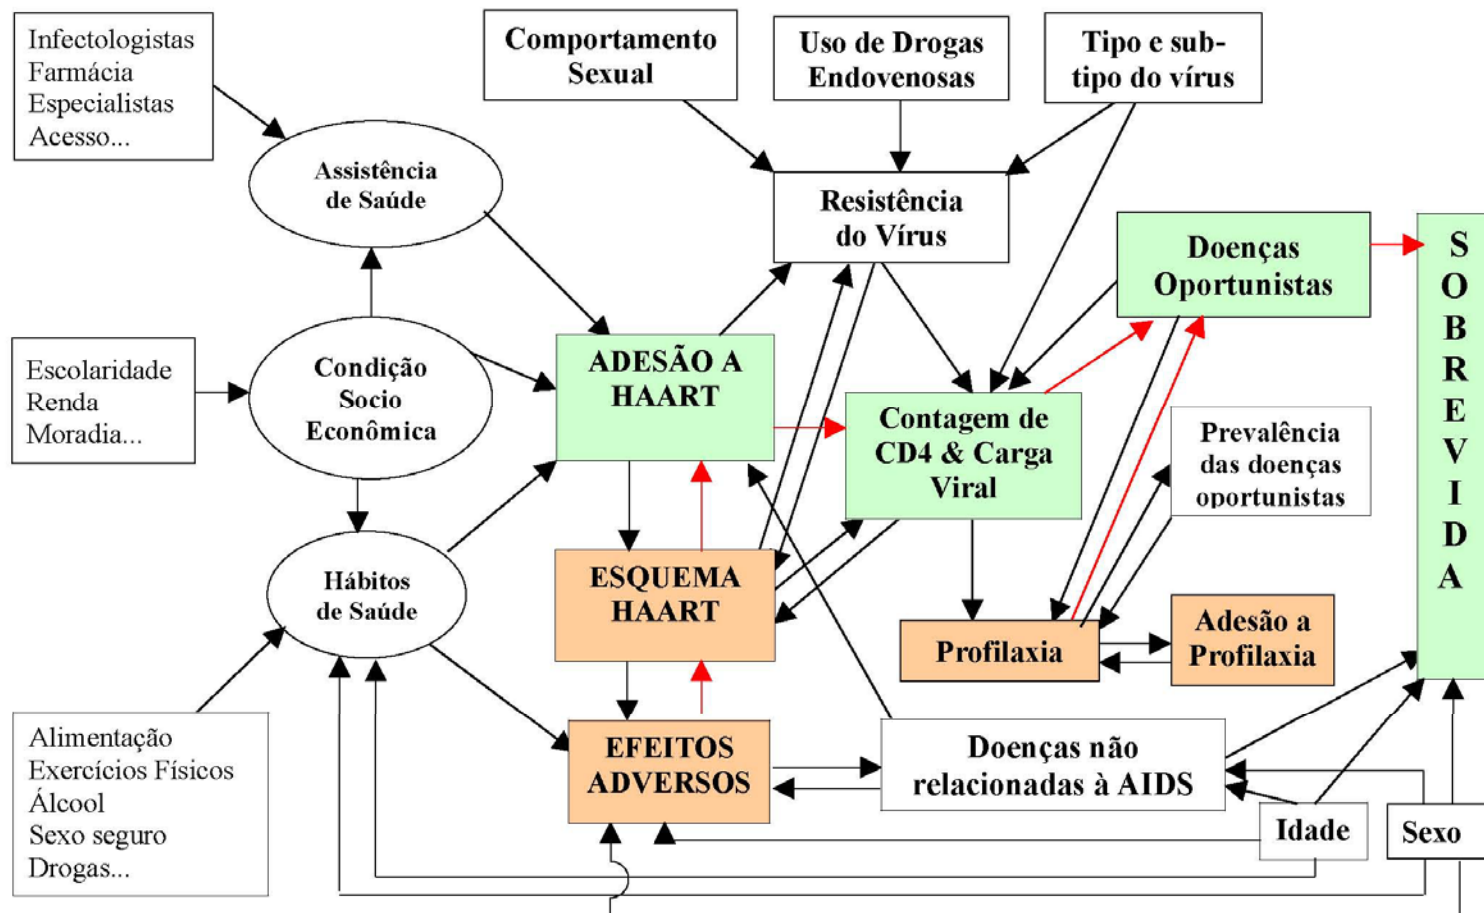 Infectologistas
Farmácia
Especialistas
Acesso...
Comportamento
Sexual
Uso de Drogas
Endovenosas
Tipo e sub-
tipo do vírus
Assistência
de Saúde
Resistência
do Vírus
Doenças
Oportunistas
S
O
B
R
E
V
I
D
A
Escolaridade
Renda
Moradia...
Condição
Socio
Econômica
ADESÃO A
HAART
Contagem de
CD4 & Carga
Viral
Prevalência
das doenças
oportunistas
Hábitos
de Saúde
ESQUEMA
HAART
Profilaxia
Adesão a
Profilaxia
Alimentação
Exercícios Físicos
Álcool
Sexo seguro
Drogas...
EFEITOS
ADVERSOS
Doenças não
relacionadas à AIDS
Idade
Sexo